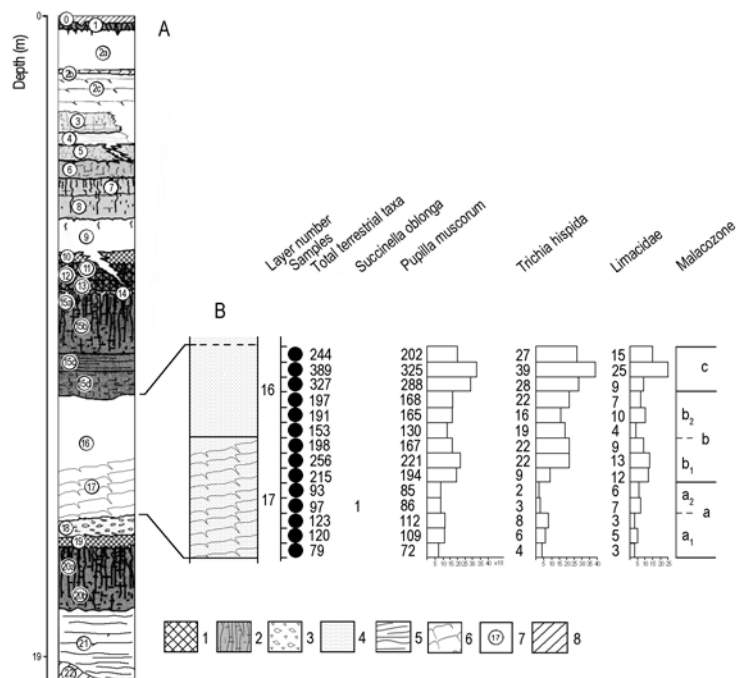 0
A
Depth (m)
0
1
2a
2b
2c
3
4
5
6
7
8
9
10
11
12
13
14
15a
15b
15c
15d
16
17
18
19
20a
20b
21
22
19
B
Layer number
Samples
Total terrestrial taxa
Succinella oblonga
Pupilla muscorum
Trichia hispida
Limacidae
Malacozone
244 202 27 15
389 325 39 25 c
327 288 28 9
197 168 22 7
16 191 165 16 10 b2
153 130 19 4
198 167 22 9 b
256 221 22 13 b1
215 194 9 12
93 85 2 6 a2
17 97 1 86 3 7
123 112 8 3 a
120 109 6 5 a1
79 72 4 3
5 10 15 20 25 30 35 40 x10 5 10 15 20 25 30 35 40 5 10 15 20 25
1 2 3 4 5 6 17 7 8